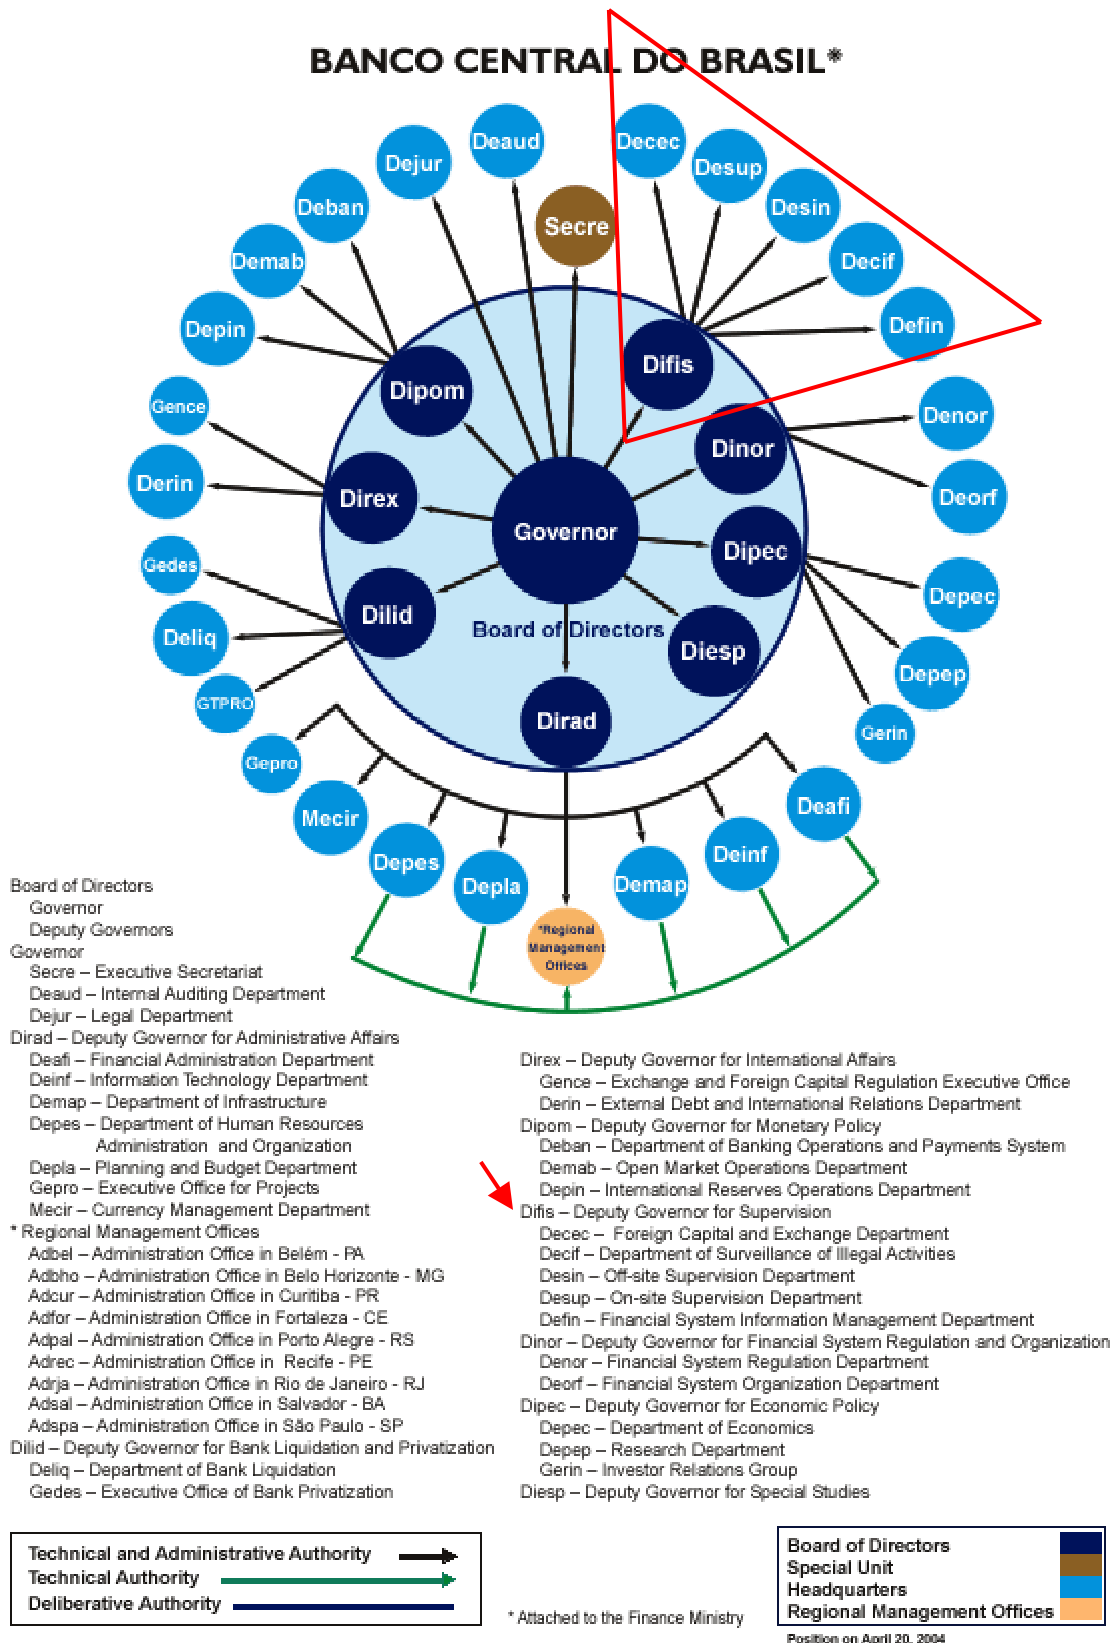 BANCO CENTRAL DO BRASIL*
Deaud
Decec
Dejur
Desup
Deban
Secre
Desin
Demab
Decif
Depin
Defin
Difis
Dipom
Gence
Denor
Dinor
Derin
Direx
Deorf
Governor
Dipec
Gedes
Depec
Dilid
Deliq
Board of Directors
Diesp
Depep
GTPRO
Dirad
Gerin
Gepro
Deafi
Mecir
Deinf
Depes
Depla
Demap
*Regional
Management
Offices
Board of Directors
Governor
Deputy Governors
Governor
Secre – Executive Secretariat
Deaud – Internal Auditing Department
Dejur – Legal Department
Dirad – Deputy Governor for Administrative Affairs
Deafi – Financial Administration Department
Deinf – Information Technology Department
Demap – Department of Infrastructure
Depes – Department of Human Resources
Administration and Organization
Depla – Planning and Budget Department
Gepro – Executive Office for Projects
Mecir – Currency Management Department
* Regional Management Offices
Adbel – Administration Office in Belém - PA
Adbho – Administration Office in Belo Horizonte - MG
Adcur – Administration Office in Curitiba - PR
Adfor – Administration Office in Fortaleza - CE
Adpal – Administration Office in Porto Alegre - RS
Adrec – Administration Office in Recife - PE
Adrja – Administration Office in Rio de Janeiro - RJ
Adsal – Administration Office in Salvador - BA
Adspa – Administration Office in São Paulo - SP
Dilid – Deputy Governor for Bank Liquidation and Privatization
Deliq – Department of Bank Liquidation
Gedes – Executive Office of Bank Privatization
Direx – Deputy Governor for International Affairs
Gence – Exchange and Foreign Capital Regulation Executive Office
Derin – External Debt and International Relations Department
Dipom – Deputy Governor for Monetary Policy
Deban – Department of Banking Operations and Payments System
Demab – Open Market Operations Department
Depin – International Reserves Operations Department
Difis – Deputy Governor for Supervision
Decec – Foreign Capital and Exchange Department
Decif – Department of Surveillance of Illegal Activities
Desin – Off-site Supervision Department
Desup – On-site Supervision Department
Defin – Financial System Information Management Department
Dinor – Deputy Governor for Financial System Regulation and Organization
Denor – Financial System Regulation Department
Deorf – Financial System Organization Department
Dipec – Deputy Governor for Economic Policy
Depec – Department of Economics
Depep – Research Department
Gerin – Investor Relations Group
Diesp – Deputy Governor for Special Studies
Technical and Administrative Authority
Technical Authority
Deliberative Authority
* Attached to the Finance Ministry
Board of Directors
Special Unit
Headquarters
Regional Management Offices
Position on April 20, 2004